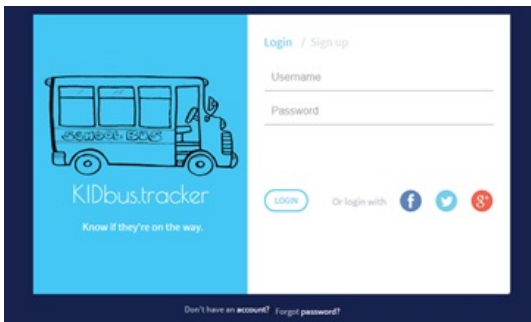 SCHOOL BUS
KIDbus.tracker
Know if they're on the way.
Login / Sign up
Username
Password
LOGIN Or login with f g+
Don't have an account? Forgot password?